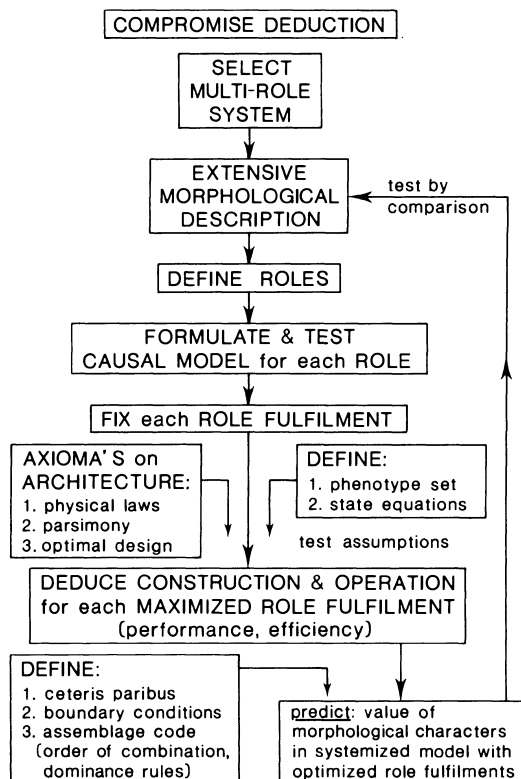 COMPROMISE DEDUCTION
SELECT
MULTI-ROLE
SYSTEM
EXTENSIVE
MORPHOLOGICAL
DESCRIPTION
test by
comparison
DEFINE ROLES
FORMULATE & TEST
CAUSAL MODEL for each ROLE
FIX each ROLE FULFILMENT
AXIOMA'S on
ARCHITECTURE:
1. physical laws
2. parsimony
3. optimal design
DEFINE:
1. phenotype set
2. state equations
test assumptions
DEDUCE CONSTRUCTION & OPERATION
for each MAXIMIZED ROLE FULFILMENT
(performance, efficiency)
DEFINE:
1. ceteris paribus
2. boundary conditions
3. assemblage code
(order of combination,
dominance rules)
predict: value of
morphological characters
in systemized model with
optimized role fulfilments